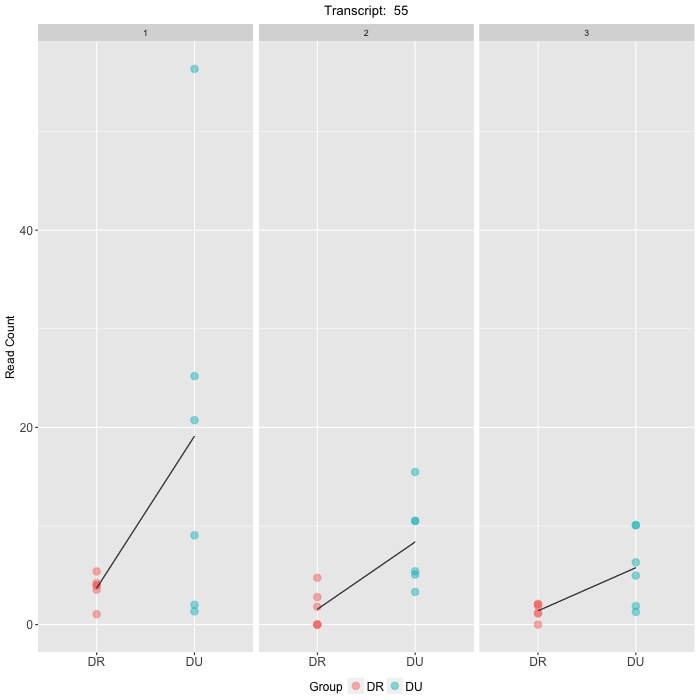 Transcript:  55
1 2 3
Read Count
40
20
0
DR DU DR DU DR DU
Group DR DU